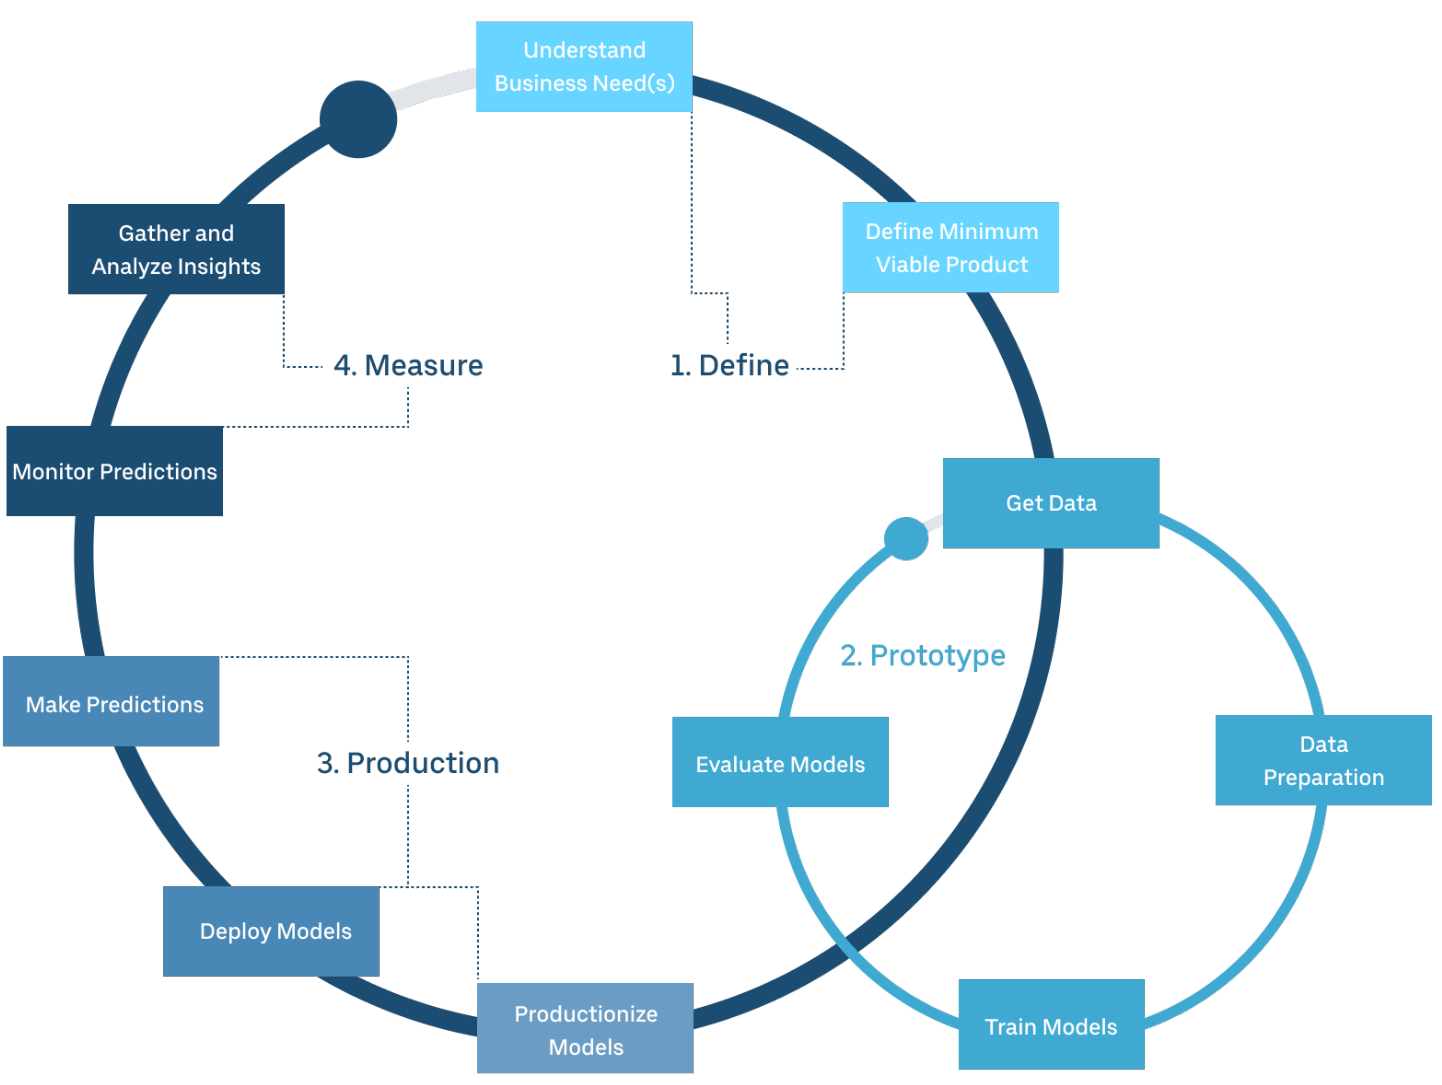 Understand
Business Need(s)
Define Minimum
Viable Product
Gather and
Analyze Insights
4. Measure
1. Define
Monitor Predictions
Get Data
2. Prototype
Make Predictions
Evaluate Models
Data
Preparation
3. Production
Deploy Models
Productionize
Models
Train Models